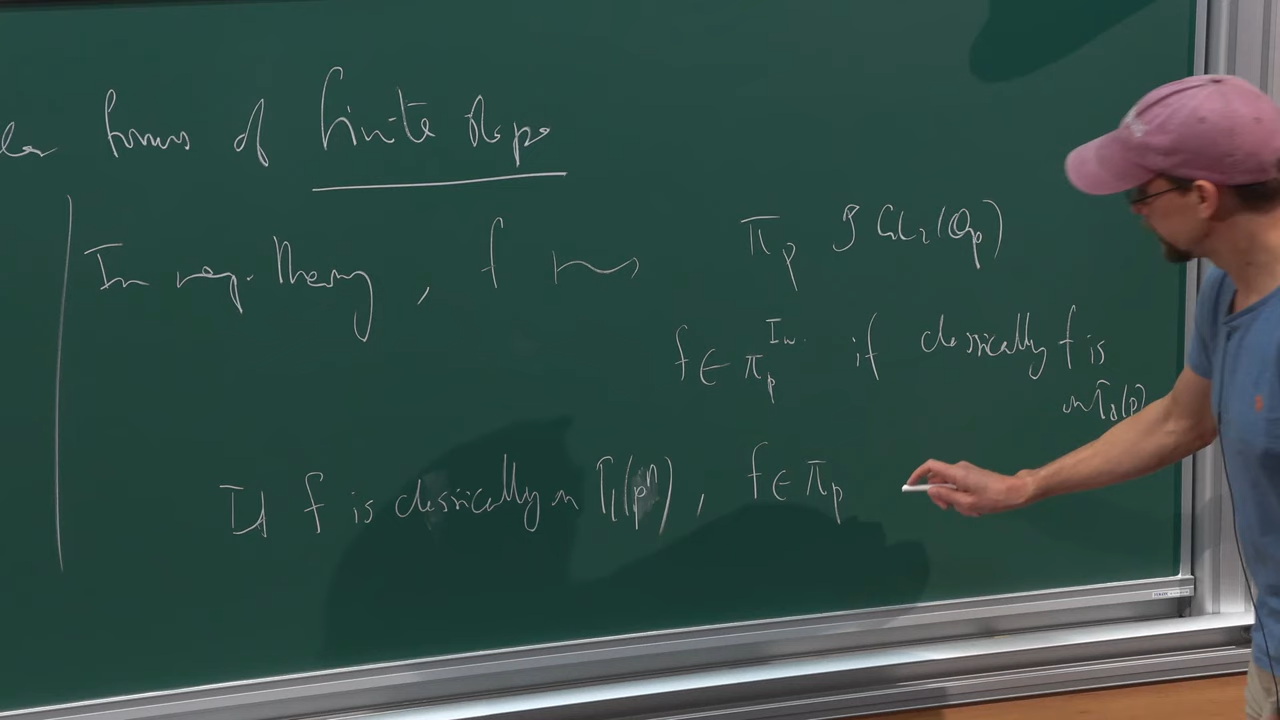 forms of finite slope
In rep. theory, f ⇝ π_p ↺ GL_2(Q_p)
f ∈ π_p^{Iw.} if classically f is
on Γ_0(p)
If f is classically on Γ_1(p^n), f ∈ π_p